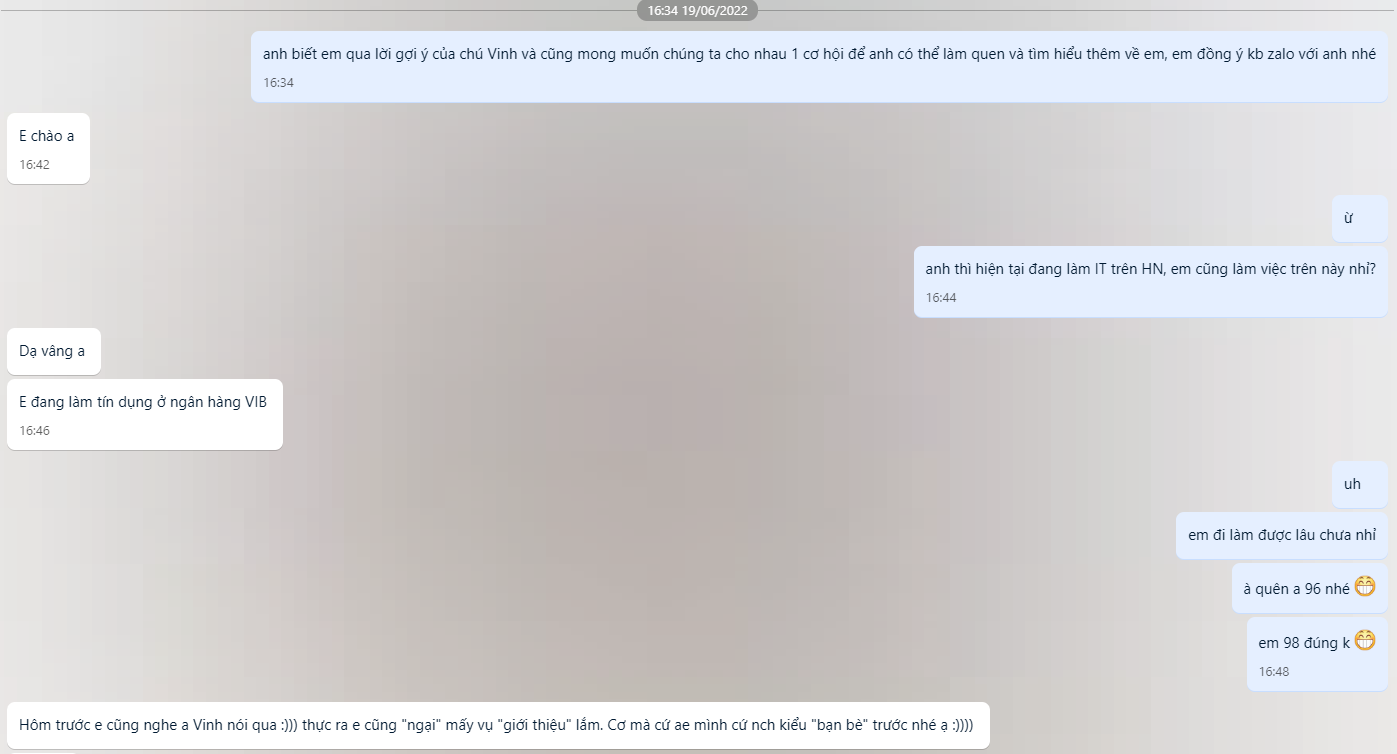 16:34 19/06/2022
anh biết em qua lời gợi ý của chú Vinh và cũng mong muốn chúng ta cho nhau 1 cơ hội để anh có thể làm quen và tìm hiểu thêm về em, em đồng ý kb zalo với anh nhé
16:34
E chào a
16:42
ừ
anh thì hiện tại đang làm IT trên HN, em cũng làm việc trên này nhỉ?
16:44
Dạ vâng a
E đang làm tín dụng ở ngân hàng VIB
16:46
uh
em đi làm được lâu chưa nhỉ
à quên a 96 nhé 😁
em 98 đúng k 😁
16:48
Hôm trước e cũng nghe a Vinh nói qua :))) thực ra e cũng "ngại" mấy vụ "giới thiệu" lắm. Cơ mà cứ ae mình cứ nch kiểu "bạn bè" trước nhé ạ :))))